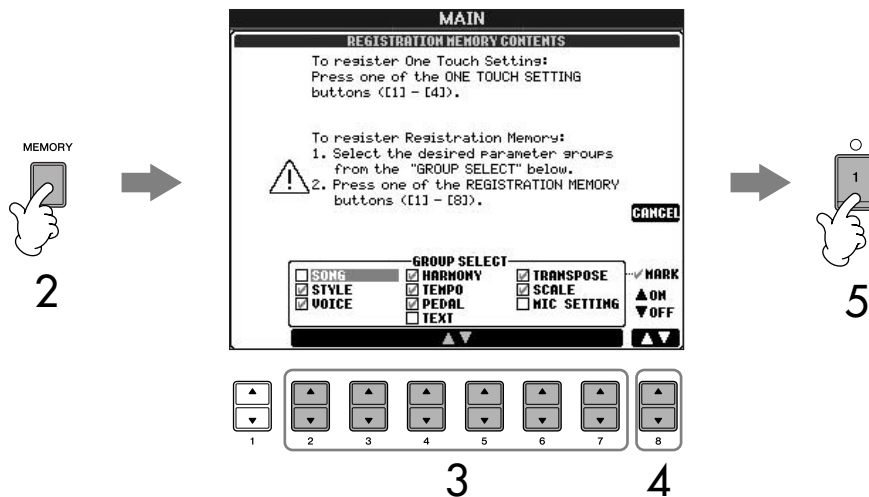 MAIN
REGISTRATION MEMORY CONTENTS
To register One Touch Setting:
Press one of the ONE TOUCH SETTING
buttons ([1] – [4]).
To register Registration Memory:
1. Select the desired parameter groups
from the "GROUP SELECT" below.
2. Press one of the REGISTRATION MEMORY
buttons ([1] – [8]).
CANCEL
GROUP SELECT
SONG HARMONY TRANSPOSE MARK
STYLE TEMPO SCALE ▲ON
VOICE PEDAL MIC SETTING ▼OFF
TEXT
MEMORY
2
1 2 3 4 5 6 7 8
3 4
1
5